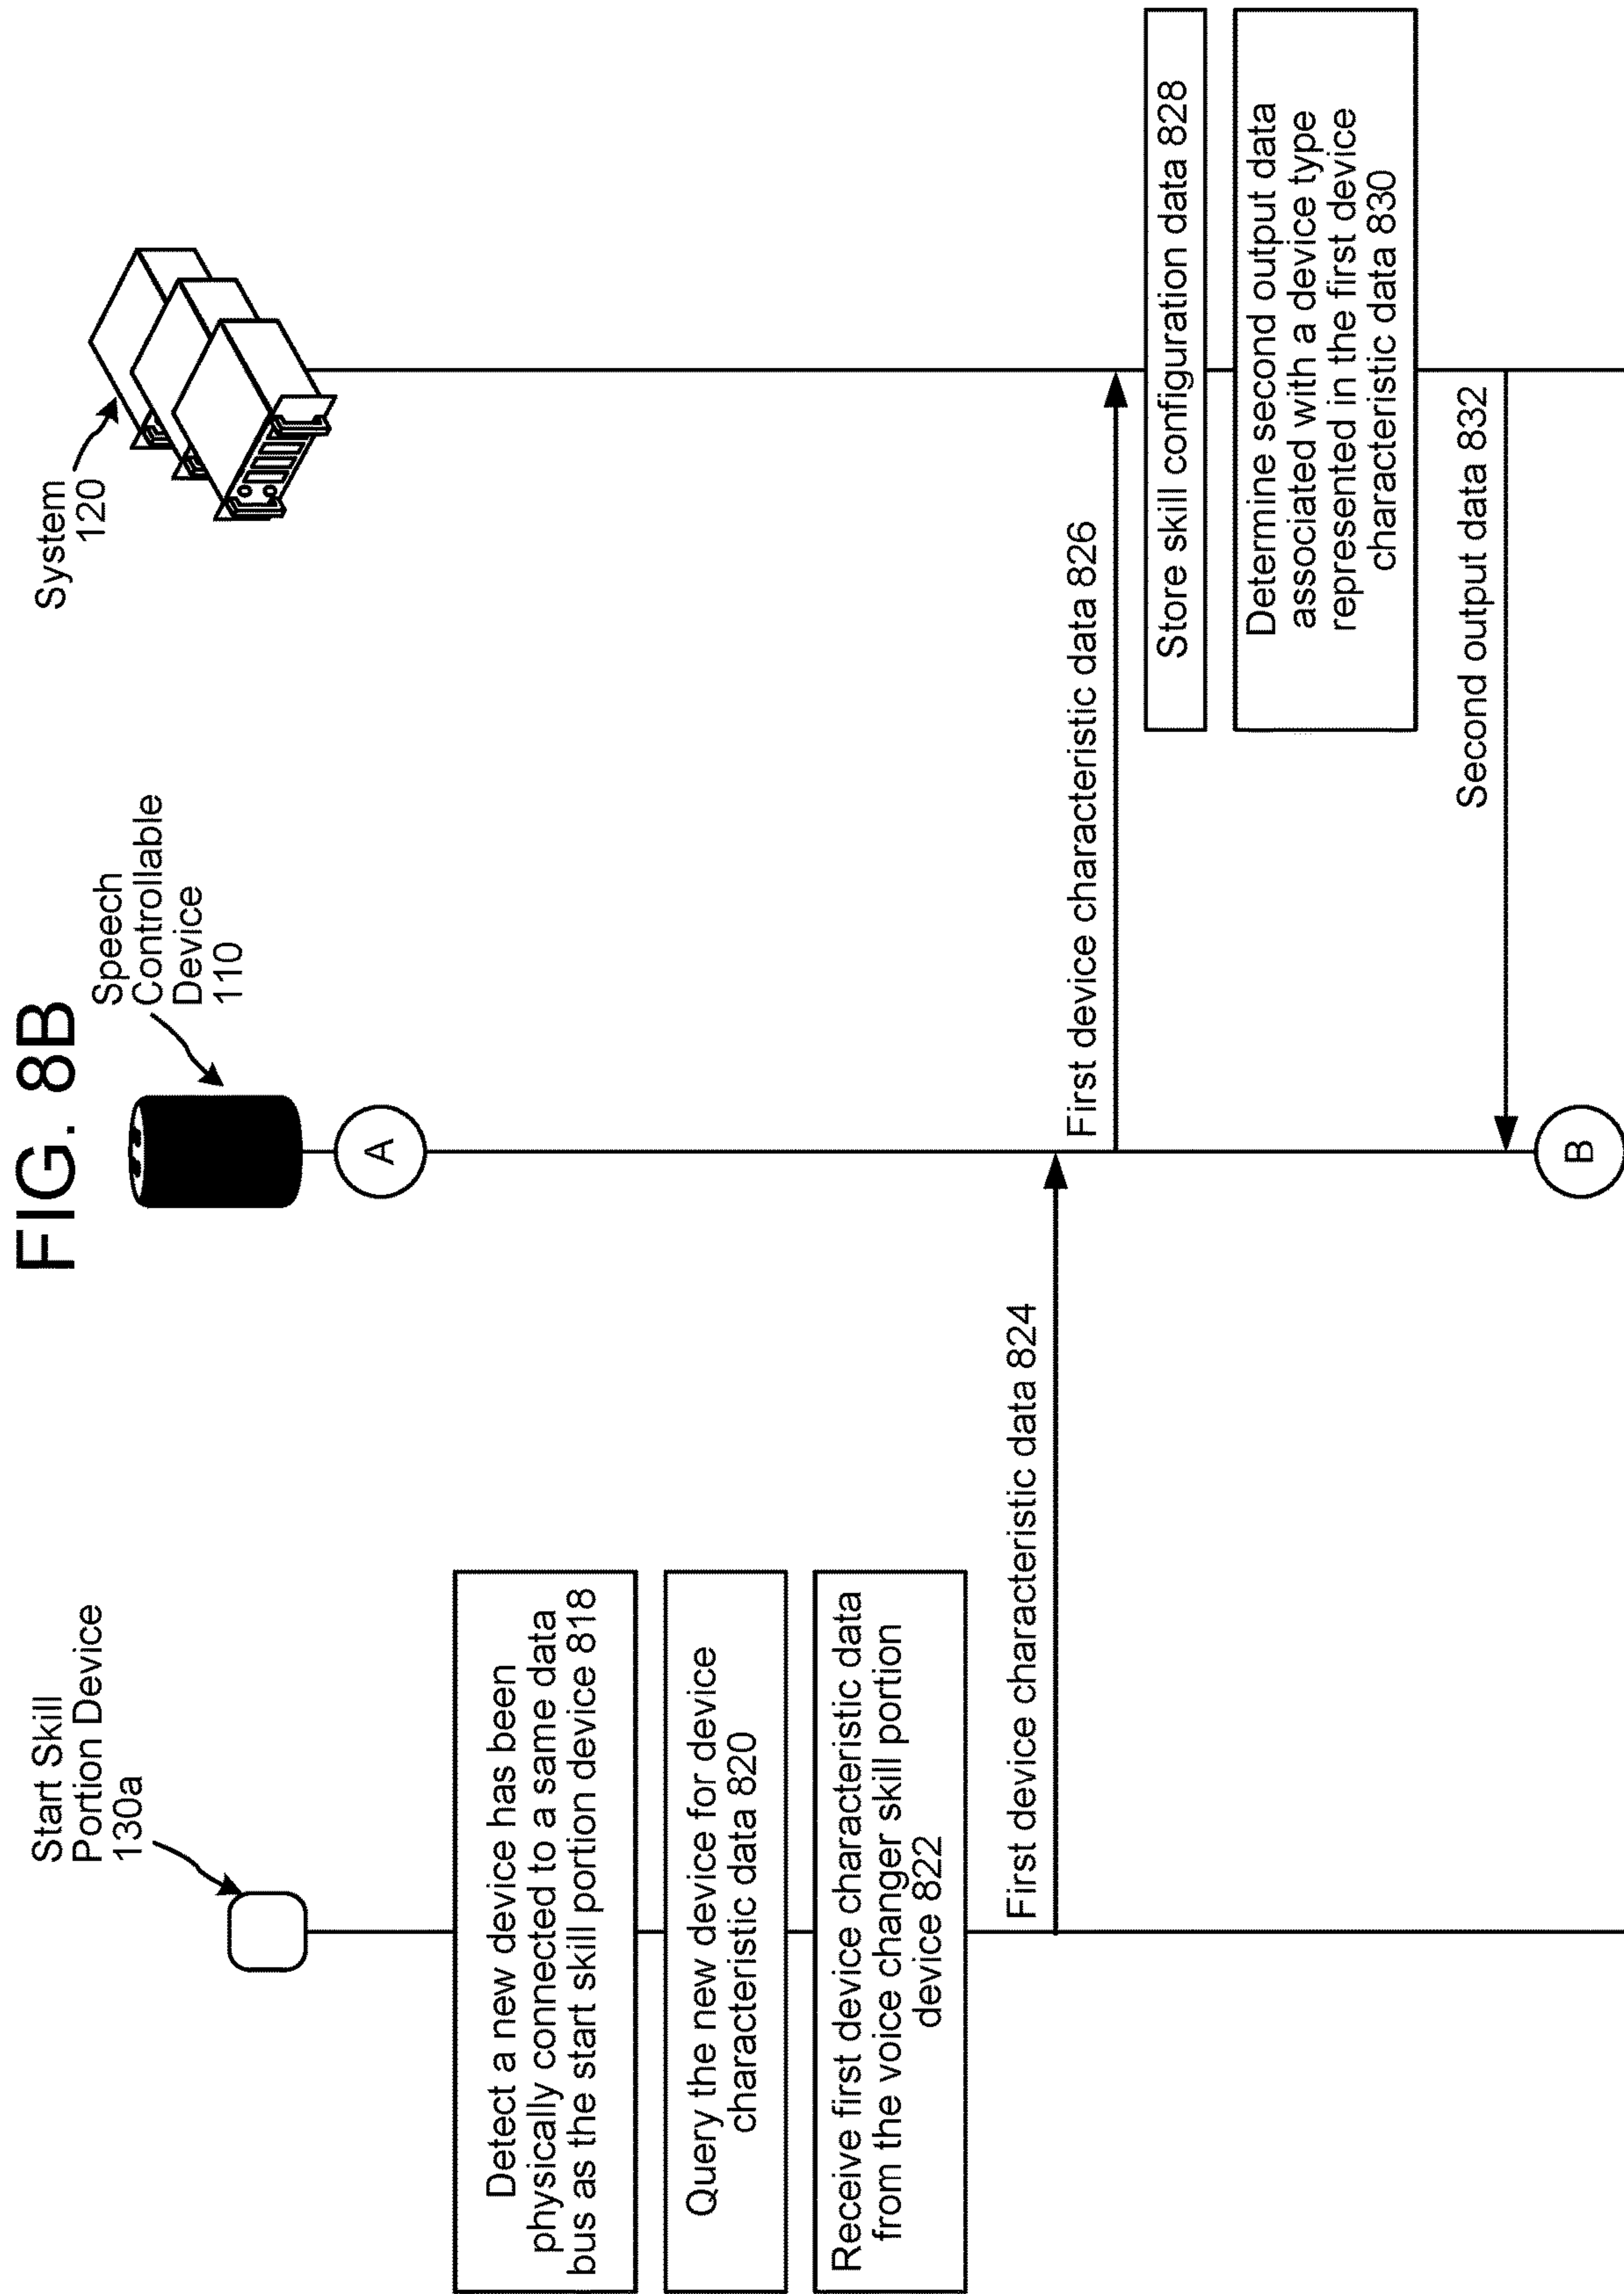 FIG. 8B
Start Skill
Portion Device
130a
Speech
Controllable
Device
110
System
120
A
Detect a new device has been
physically connected to a same data
bus as the start skill portion device 818
Query the new device for device
characteristic data 820
Receive first device characteristic data
from the voice changer skill portion
device 822
First device characteristic data 824
First device characteristic data 826
Store skill configuration data 828
Determine second output data
associated with a device type
represented in the first device
characteristic data 830
Second output data 832
B